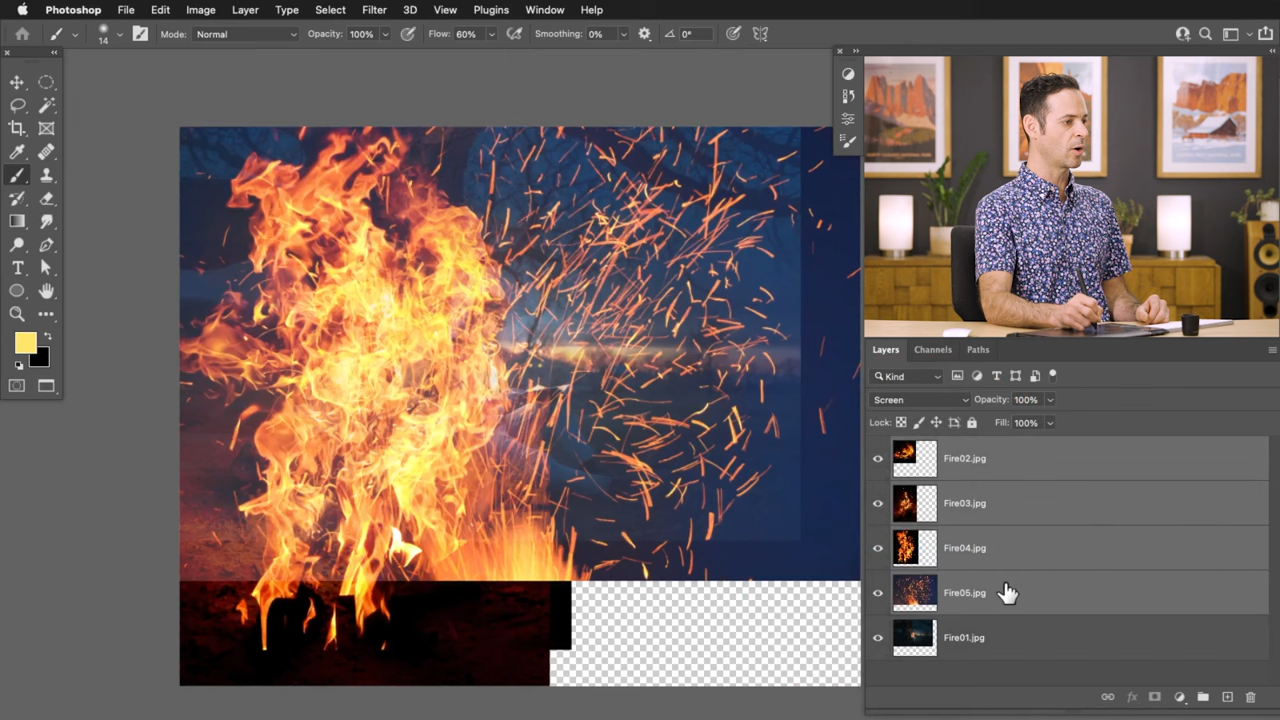 Photoshop File Edit Image Layer Type Select Filter 3D View Plugins Window Help
14 Mode: Normal Opacity: 100% Flow: 60% Smoothing: 0% 0°
Layers Channels Paths
Kind
Screen Opacity: 100%
Lock: Fill: 100%
Fire02.jpg
Fire03.jpg
Fire04.jpg
Fire05.jpg
Fire01.jpg
fx